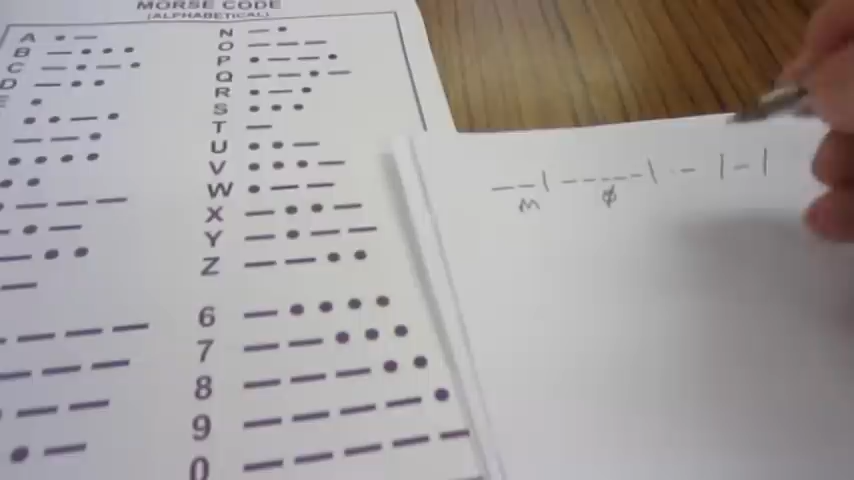 MORSE CODE
(ALPHABETICAL)
A • —
B — • • •
C — • — •
D — • •
E •
• • — •
— — •
• • • •
• •
• — — —
— • —
• — • •
— —
N — •
O — — —
P • — — •
Q — — • —
R • — •
S • • •
T —
U • • —
V • • • —
W • — —
X — • • —
Y — • — —
Z — — • •
6 — • • • •
7 — — • • •
8 — — — • •
9 — — — — •
0 — — — — —
— — | — — — — — | • — | — |
M Ø